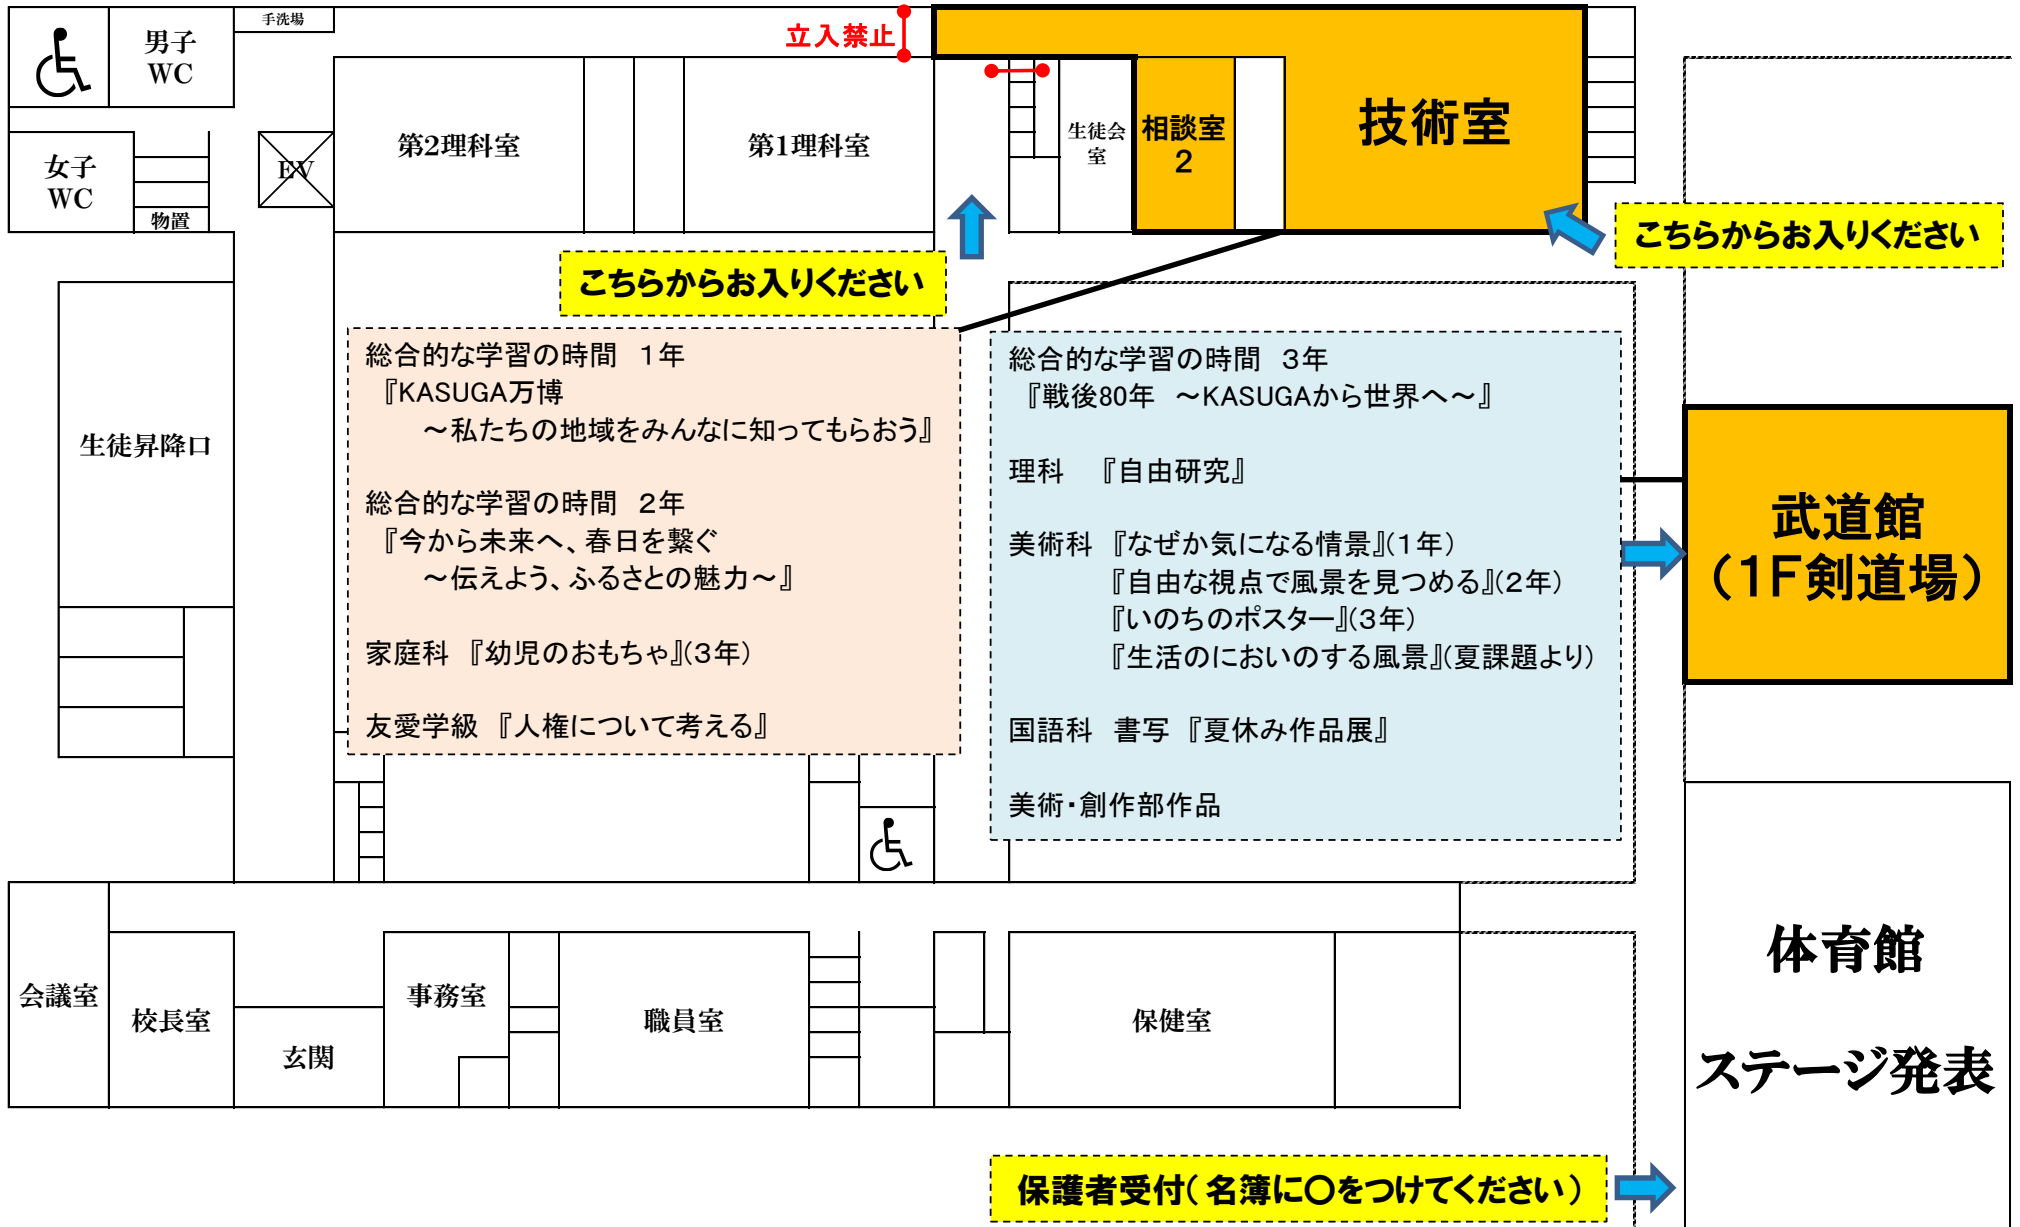 手洗場
男子
WC
立入禁止
第2理科室
第1理科室
生徒会
室
相談室
2
技術室
女子
WC
EV
物置
こちらからお入りください
こちらからお入りください
総合的な学習の時間　1年
『KASUGA万博
～私たちの地域をみんなに知ってもらおう』
総合的な学習の時間　2年
『今から未来へ、春日を繋ぐ
～伝えよう、ふるさとの魅力～』
家庭科　『幼児のおもちゃ』(3年)
友愛学級　『人権について考える』
総合的な学習の時間　3年
『戦後80年　～KASUGAから世界へ～』
理科　『自由研究』
美術科　『なぜか気になる情景』(1年)
『自由な視点で風景を見つめる』(2年)
『いのちのポスター』(3年)
『生活のにおいのする風景』(夏課題より)
国語科　書写　『夏休み作品展』
美術・創作部作品
生徒昇降口
武道館
(1F剣道場)
会議室
校長室
玄関
事務室
職員室
保健室
体育館
ステージ発表
保護者受付(名簿に〇をつけてください)